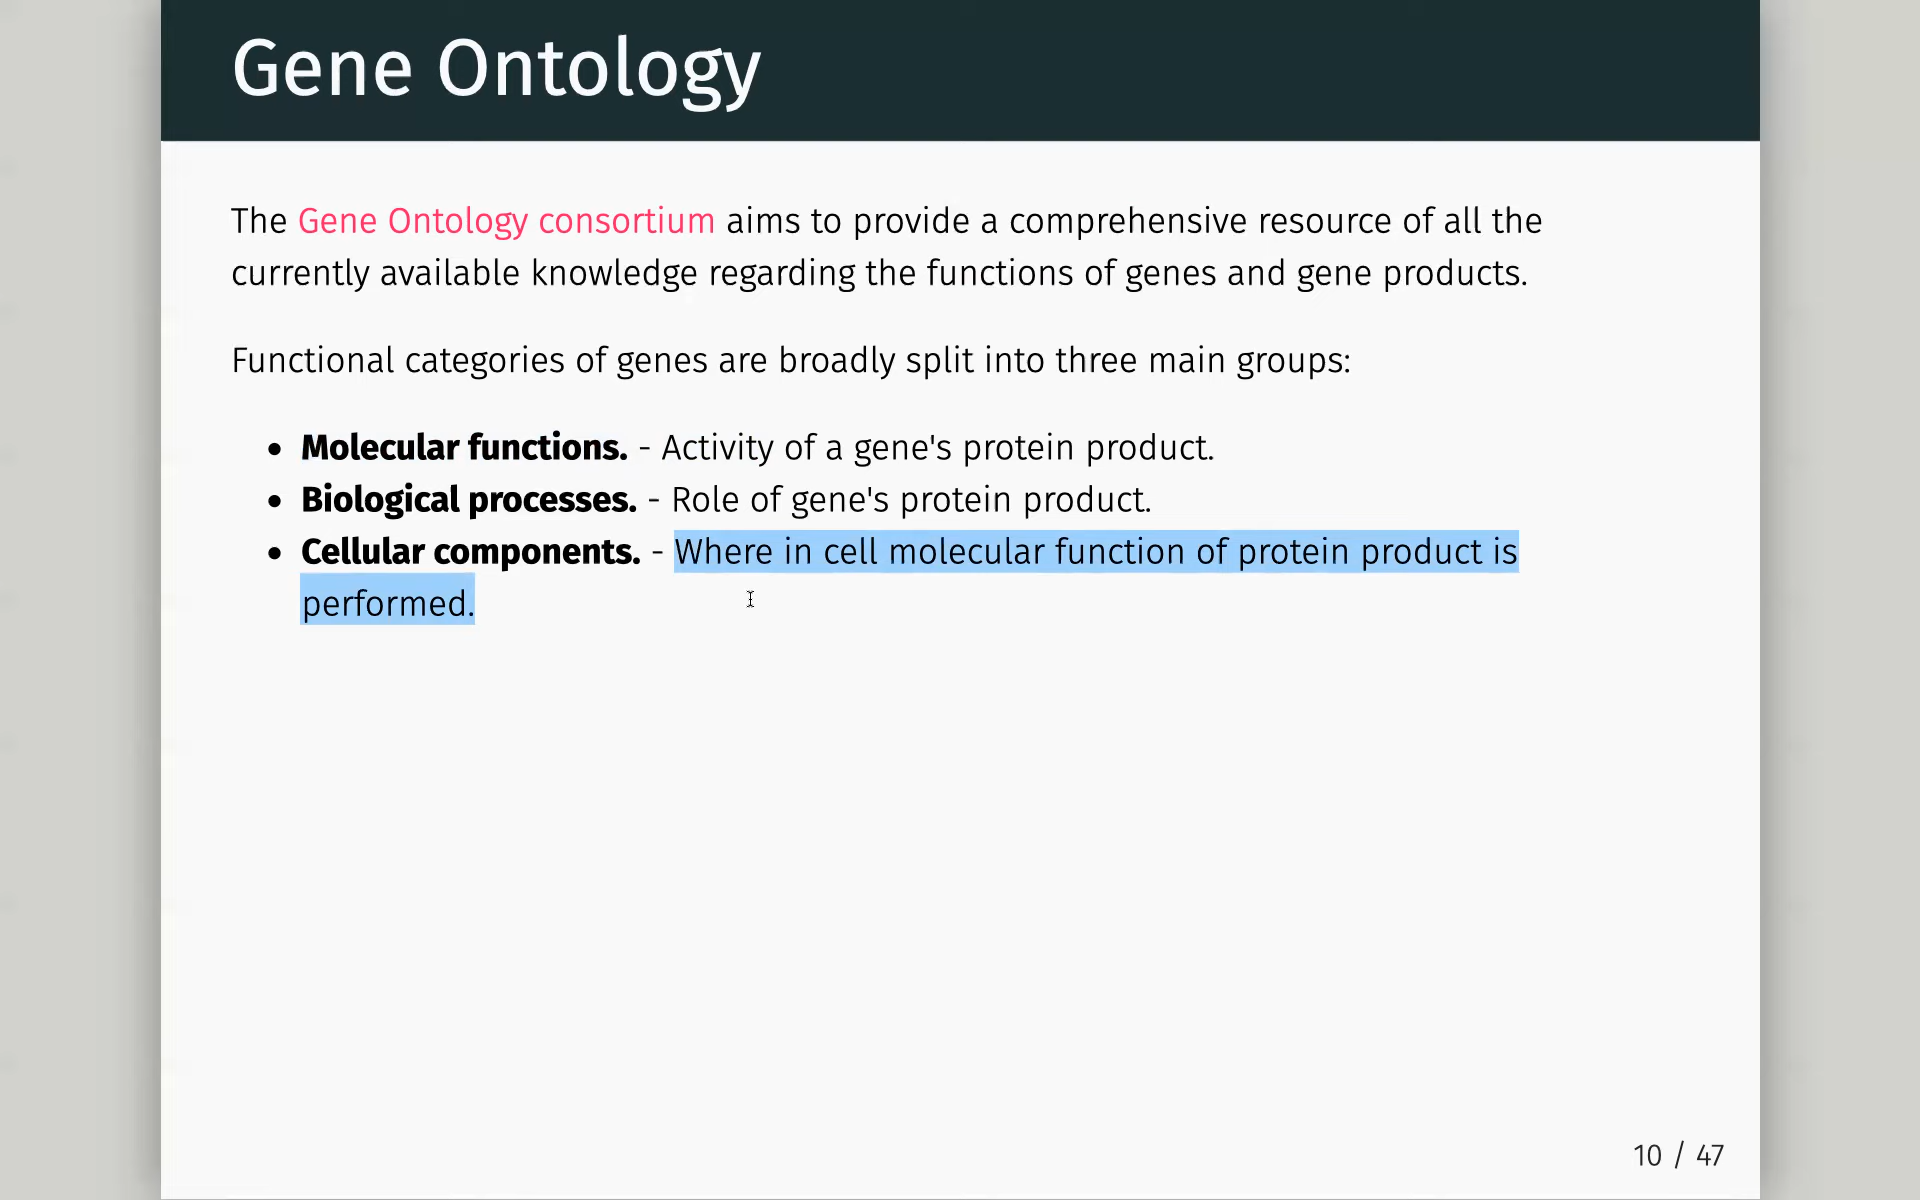 Gene Ontology
The Gene Ontology consortium aims to provide a comprehensive resource of all the
currently available knowledge regarding the functions of genes and gene products.
Functional categories of genes are broadly split into three main groups:
• Molecular functions. - Activity of a gene's protein product.
• Biological processes. - Role of gene's protein product.
• Cellular components. - Where in cell molecular function of protein product is
performed.
10 / 47